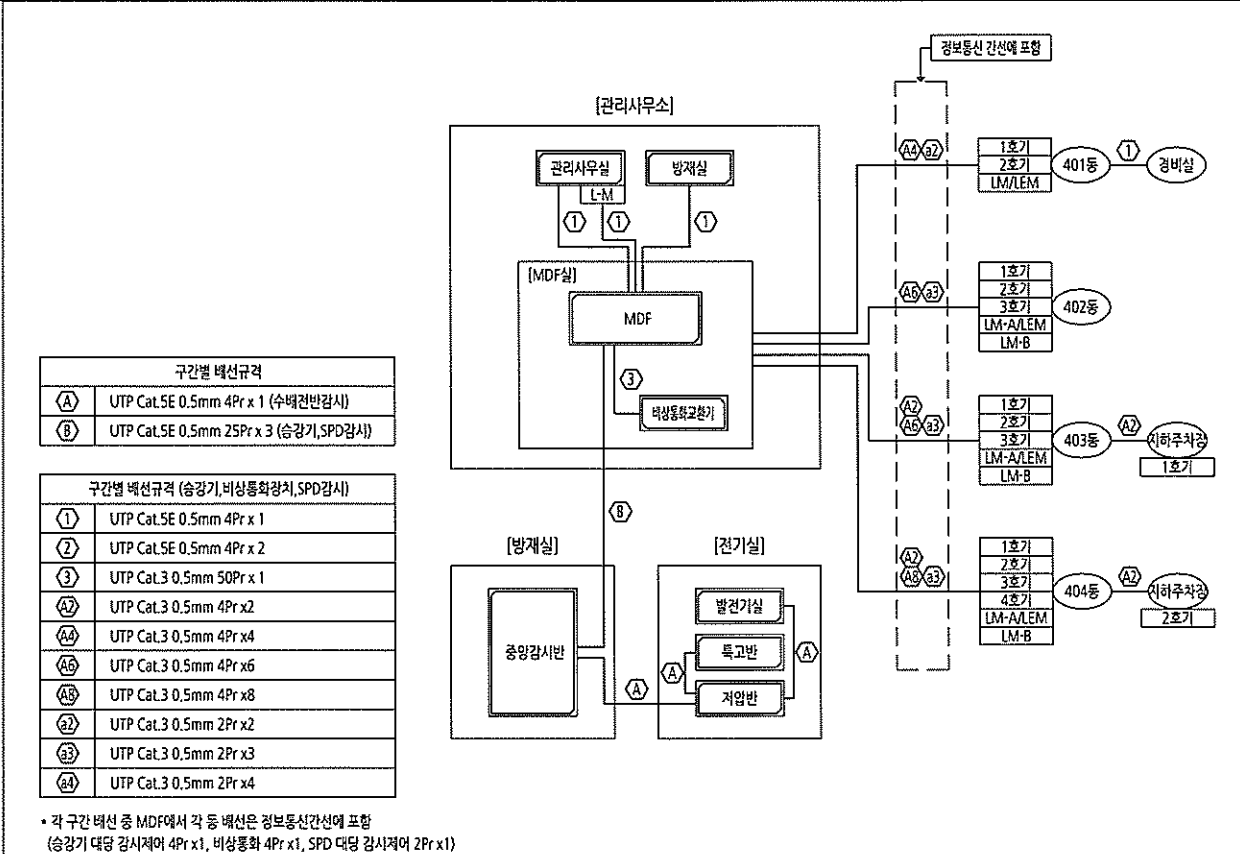 정보통신 간선에 포함
[관리사무소]
관리사무실
L-M
방재실
① ① ①
[MDF실]
MDF
③
비상통화교환기
A4 a2
1호기
2호기
LM/LEM
401동
①
경비실
A6 a3
1호기
2호기
3호기
LM-A/LEM
LM-B
402동
A2
A6 a3
1호기
2호기
3호기
LM-A/LEM
LM-B
403동
A2
지하주차장
1호기
A2
A8 a3
1호기
2호기
3호기
4호기
LM-A/LEM
LM-B
404동
A2
지하주차장
2호기
B
[방재실]
중앙감시반
A
[전기실]
발전기실
특고반
저압반
A
A
구간별 배선규격
A UTP Cat.5E 0.5mm 4Pr x 1 (수배전반감시)
B UTP Cat.5E 0.5mm 25Pr x 3 (승강기,SPD감시)
구간별 배선규격 (승강기,비상통화장치,SPD감시)
1 UTP Cat.5E 0.5mm 4Pr x 1
2 UTP Cat.5E 0.5mm 4Pr x 2
3 UTP Cat.3 0.5mm 50Pr x 1
A2 UTP Cat.3 0.5mm 4Pr x2
A4 UTP Cat.3 0.5mm 4Pr x4
A6 UTP Cat.3 0.5mm 4Pr x6
A8 UTP Cat.3 0.5mm 4Pr x8
a2 UTP Cat.3 0.5mm 2Pr x2
a3 UTP Cat.3 0.5mm 2Pr x3
a4 UTP Cat.3 0.5mm 2Pr x4
• 각 구간 배선 중 MDF에서 각 동 배선은 정보통신간선에 포함
(승강기 대당 감시제어 4Pr x1, 비상통화 4Pr x1, SPD 대당 감시제어 2Pr x1)